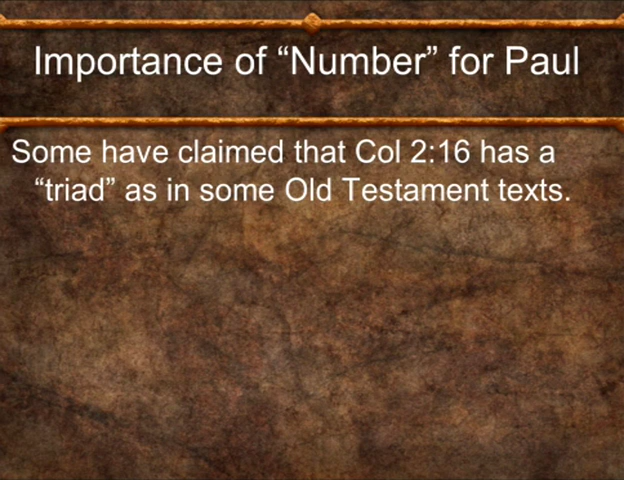 Importance of “Number” for Paul
Some have claimed that Col 2:16 has a
“triad” as in some Old Testament texts.